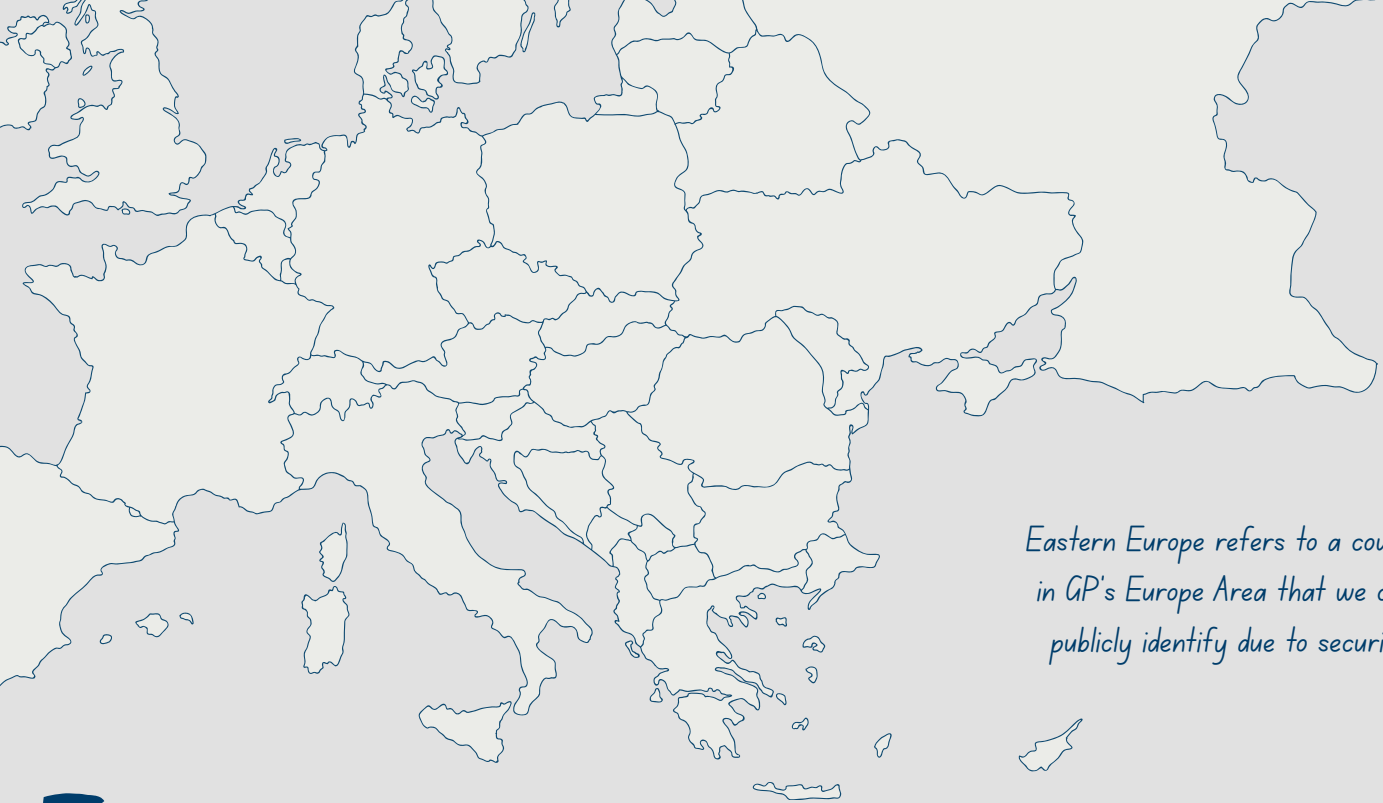 Eastern Europe refers to a
in GP's Europe Area that we
publicly identify due to